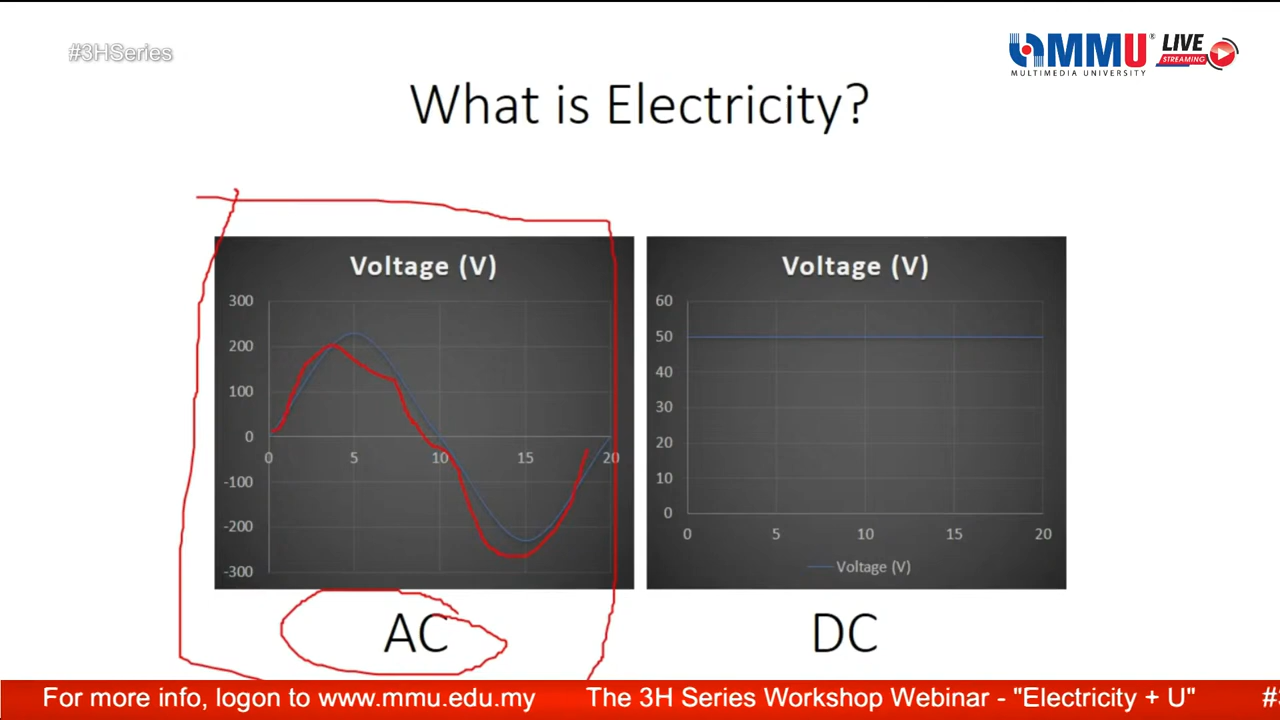 #3HSeries
MMU® LIVE
STREAMING
MULTIMEDIA UNIVERSITY
What is Electricity?
Voltage (V)
300
200
100
0
-100
-200
-300
0 5 10 15 20
AC
Voltage (V)
60
50
40
30
20
10
0
0 5 10 15 20
Voltage (V)
DC
For more info, logon to www.mmu.edu.my The 3H Series Workshop Webinar - "Electricity + U"